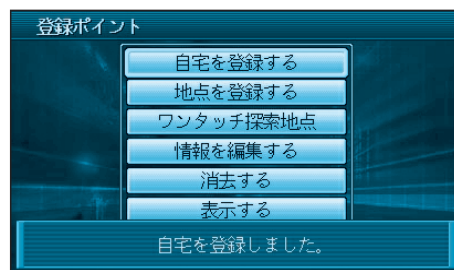 登録ポイント
自宅を登録する
地点を登録する
ワンタッチ探索地点
情報を編集する
消去する
表示する
自宅を登録しました。